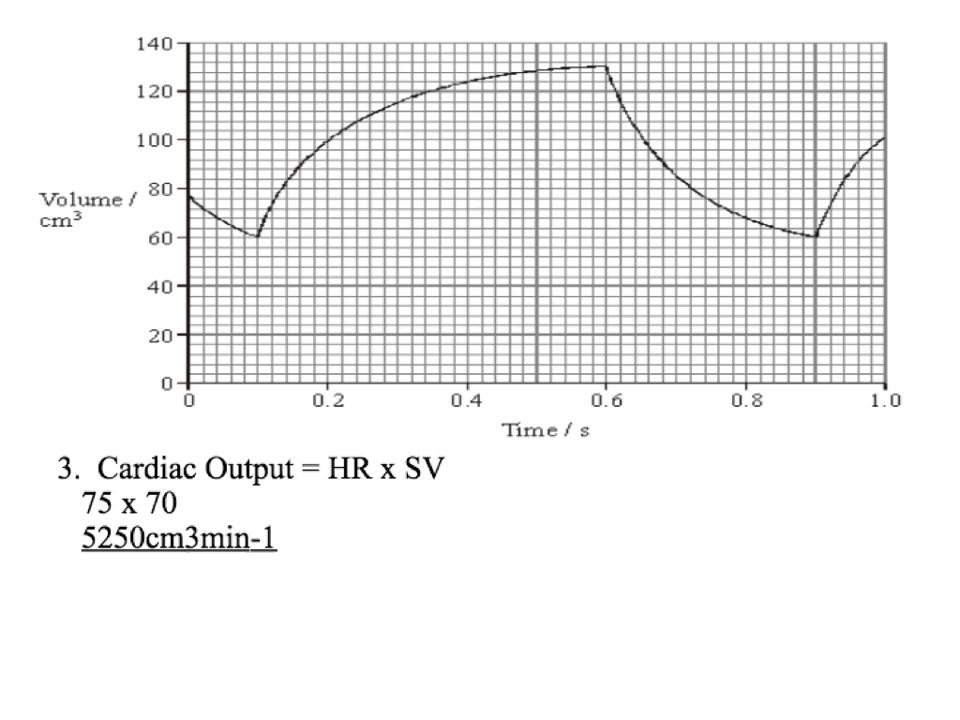 140
120
100
80
60
40
20
0
Volume /
cm³
0 0.2 0.4 0.6 0.8 1.0
Time / s
3. Cardiac Output = HR x SV
75 x 70
5250cm3min-1